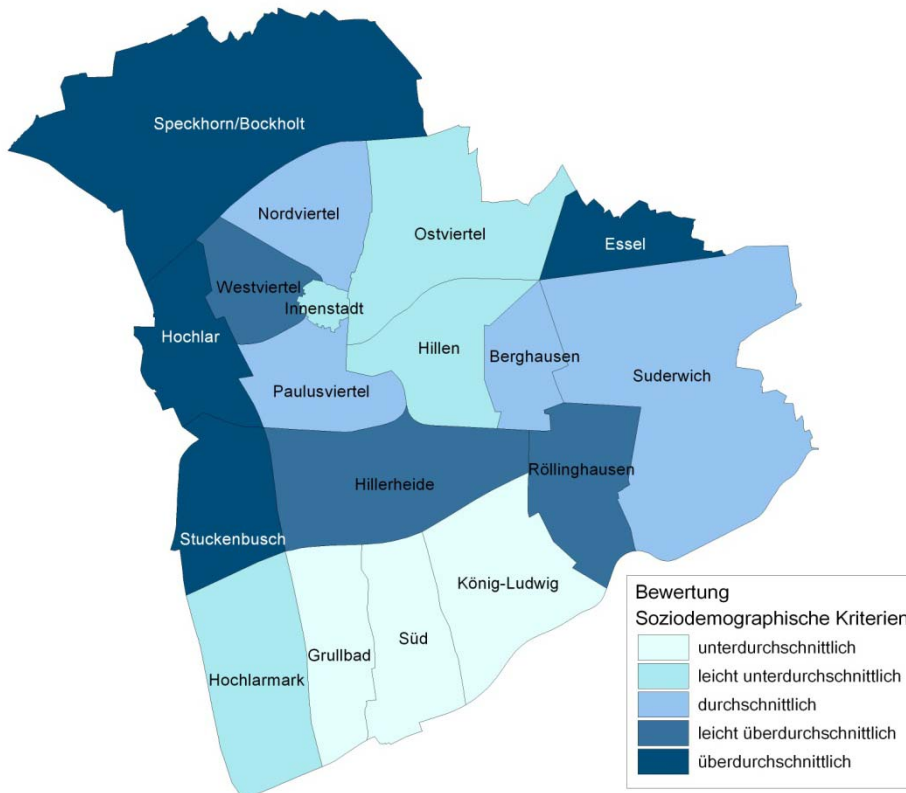 Speckhorn/Bockholt
Nordviertel
Ostviertel
Essel
Westviertel
Innenstadt
Hochlar
Hillen
Berghausen
Suderwich
Paulusviertel
Röllinghausen
Hillerheide
Stuckenbusch
König-Ludwig
Süd
Grullbad
Hochlarmark
Bewertung
Soziodemographische Kriterien
unterdurchschnittlich
leicht unterdurchschnittlich
durchschnittlich
leicht überdurchschnittlich
überdurchschnittlich